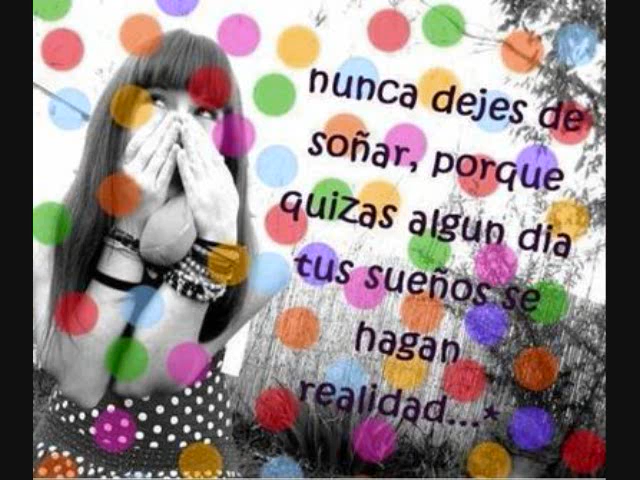 nunca dejes de
soñar, porque
quizas algun dia
tus sueños se
hagan
realidad...*